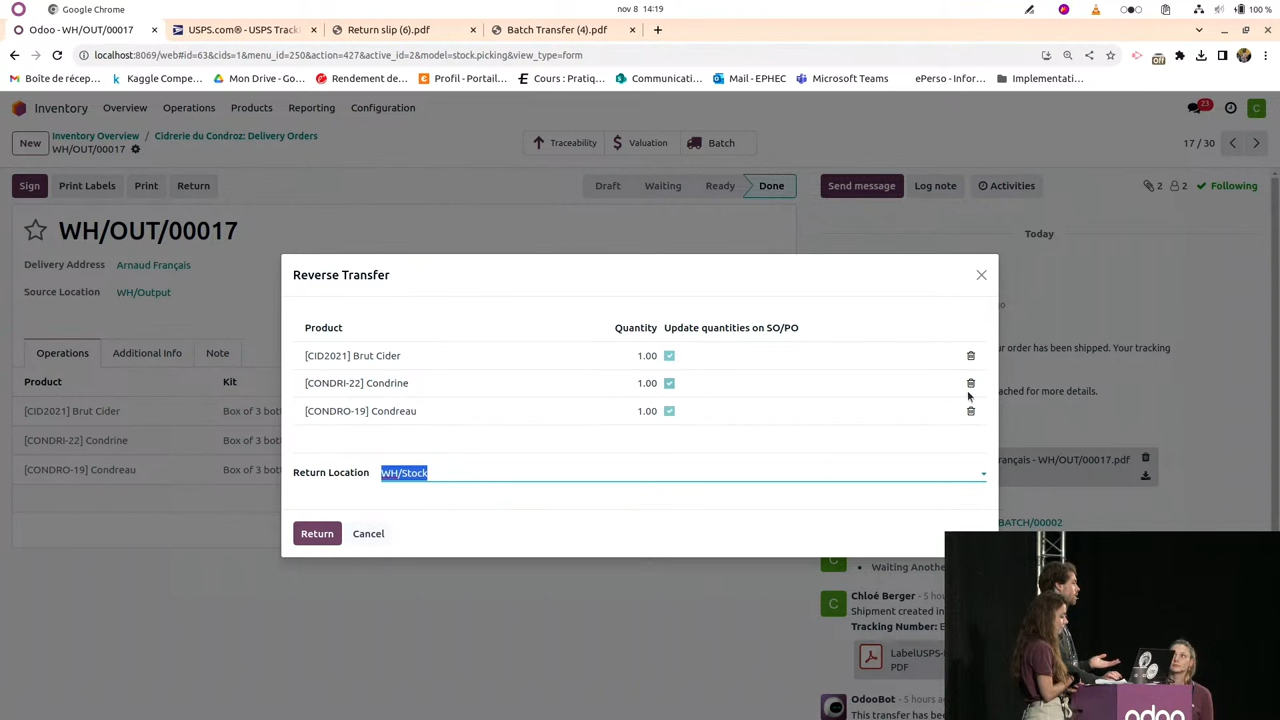 Google Chrome
nov 8 14:19
100 %
Odoo - WH/OUT/00017
USPS.com® - USPS Track
Return slip (6).pdf
Batch Transfer (4).pdf
localhost:8069/web#id=63&cids=1&menu_id=250&action=427&active_id=2&model=stock.picking&view_type=form
Off
Boîte de récep...
Kaggle Compe...
Mon Drive - Go...
Rendement de...
Profil - Portail...
Cours : Pratiq...
Communicati...
Mail - EPHEC
Microsoft Teams
ePerso - Infor...
Implementati...
Inventory
Overview
Operations
Products
Reporting
Configuration
23
C
New
Inventory Overview / Cidrerie du Condroz: Delivery Orders
WH/OUT/00017
Traceability
Valuation
Batch
17 / 30
Sign
Print Labels
Print
Return
Draft
Waiting
Ready
Done
Send message
Log note
Activities
2
2
Following
WH/OUT/00017
Today
Delivery Address
Arnaud Français
Source Location
WH/Output
Reverse Transfer
Product
Quantity
Update quantities on SO/PO
[CID2021] Brut Cider
1.00
[CONDRI-22] Condrine
1.00
[CONDRO-19] Condreau
1.00
Return Location
WH/Stock
Return
Cancel
Operations
Additional Info
Note
Product
Kit
[CID2021] Brut Cider
Box of 3 bott
[CONDRI-22] Condrine
Box of 3 bott
[CONDRO-19] Condreau
Box of 3 bott
ur order has been shipped. Your tracking
ached for more details.
ançais - WH/OUT/00017.pdf
BATCH/00002
C
Waiting Anothe
C
Chloé Berger - 5 hou
Shipment created in
Tracking Number: E
LabelUSPS-
PDF
OdooBot - 5 hours a
This transfer has bee
odoo